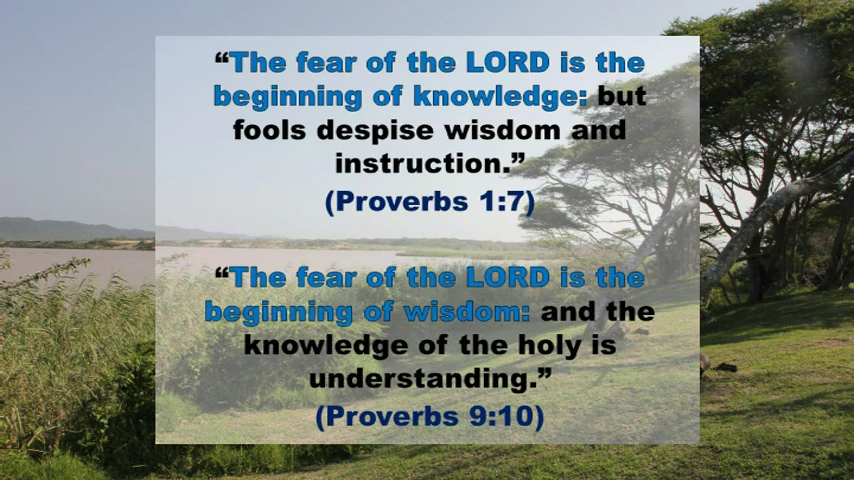 “The fear of the LORD is the
beginning of knowledge: but
fools despise wisdom and
instruction.”
(Proverbs 1:7)
“The fear of the LORD is the
beginning of wisdom: and the
knowledge of the holy is
understanding.”
(Proverbs 9:10)